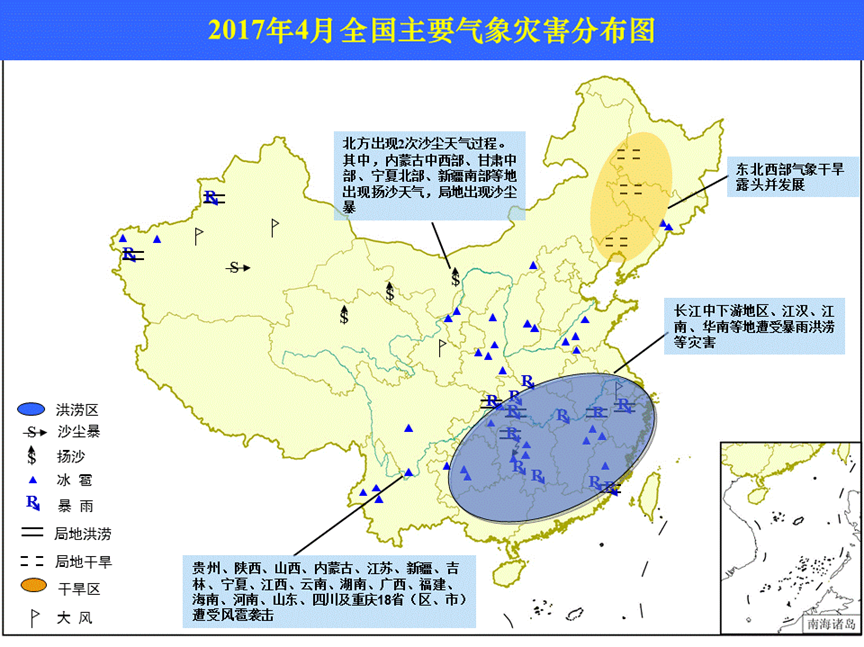 2017年4月全国主要气象灾害分布图
北方出现2次沙尘天气过程。
其中，内蒙古中西部、甘肃中
部、宁夏北部、新疆南部等地
出现扬沙天气，局地出现沙尘
暴
东北西部气象干旱
露头并发展
长江中下游地区、江汉、江
南、华南等地遭受暴雨洪涝
等灾害
洪涝区
沙尘暴
扬沙
冰 雹
暴 雨
局地洪涝
局地干旱
干旱区
大 风
贵州、陕西、山西、内蒙古、江苏、新疆、吉
林、宁夏、江西、云南、湖南、广西、福建、
海南、河南、山东、四川及重庆18省（区、市）
遭受风雹袭击
南海诸岛